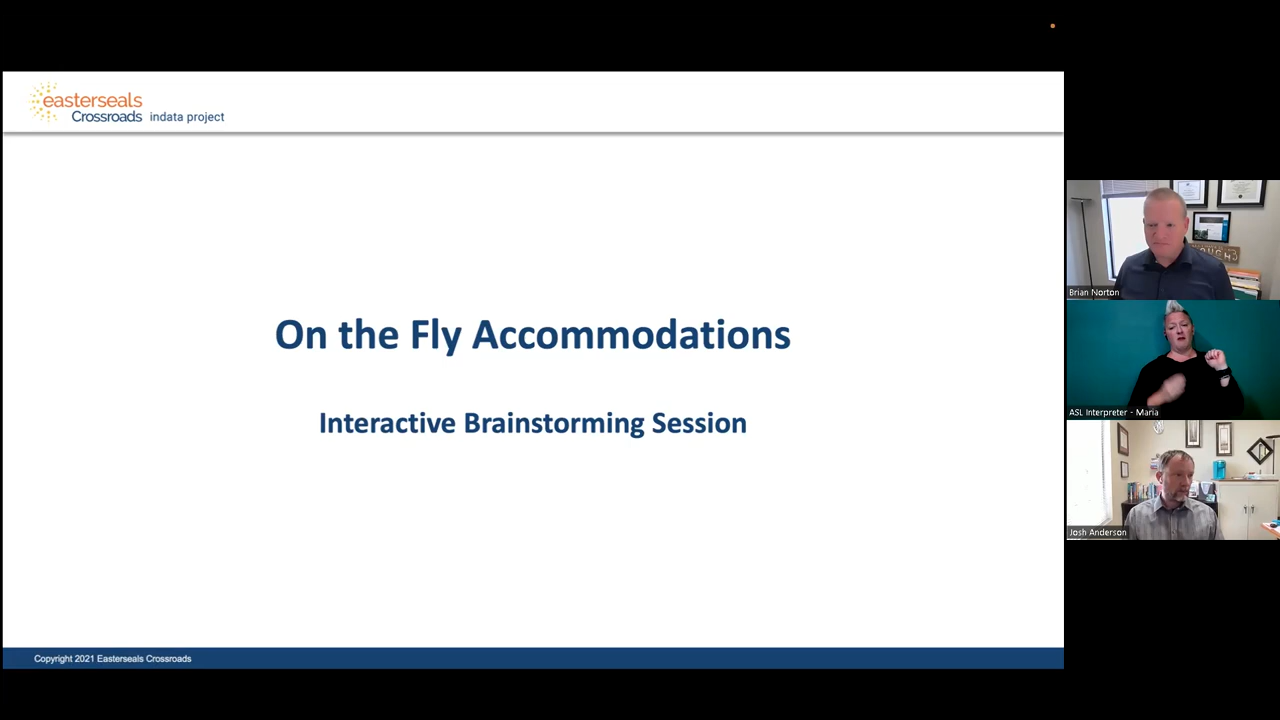 easterseals
Crossroads indata project
On the Fly Accommodations
Interactive Brainstorming Session
Copyright 2021 Easterseals Crossroads
Brian Norton
ASL Interpreter - Maria
Josh Anderson